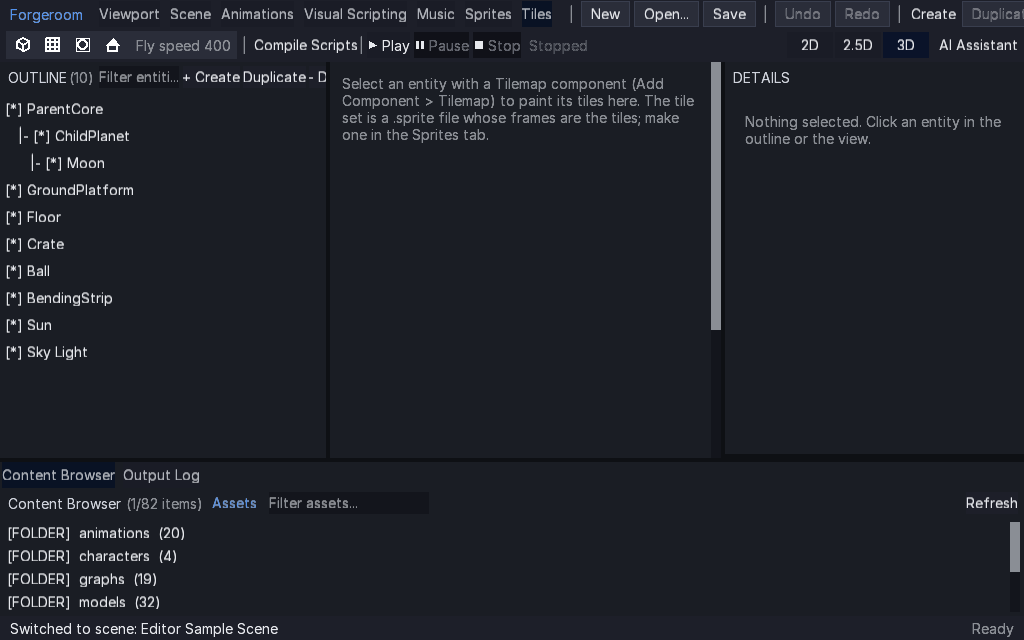 Forgeroom Viewport Scene Animations Visual Scripting Music Sprites Tiles | New Open... Save | Undo Redo | Create
Fly speed 400 | Compile Scripts | Play Pause Stop Stopped 2D 2.5D 3D AI Assistant
OUTLINE (10) Filter entiti... + Create Duplicate - D
[*] ParentCore
|- [*] ChildPlanet
|- [*] Moon
[*] GroundPlatform
[*] Floor
[*] Crate
[*] Ball
[*] BendingStrip
[*] Sun
[*] Sky Light
Select an entity with a Tilemap component (Add
Component > Tilemap) to paint its tiles here. The tile
set is a .sprite file whose frames are the tiles; make
one in the Sprites tab.
DETAILS
Nothing selected. Click an entity in the
outline or the view.
Content Browser Output Log
Content Browser (1/82 items) Assets Filter assets... Refresh
[FOLDER] animations (20)
[FOLDER] characters (4)
[FOLDER] graphs (19)
[FOLDER] models (32)
Switched to scene: Editor Sample Scene Ready